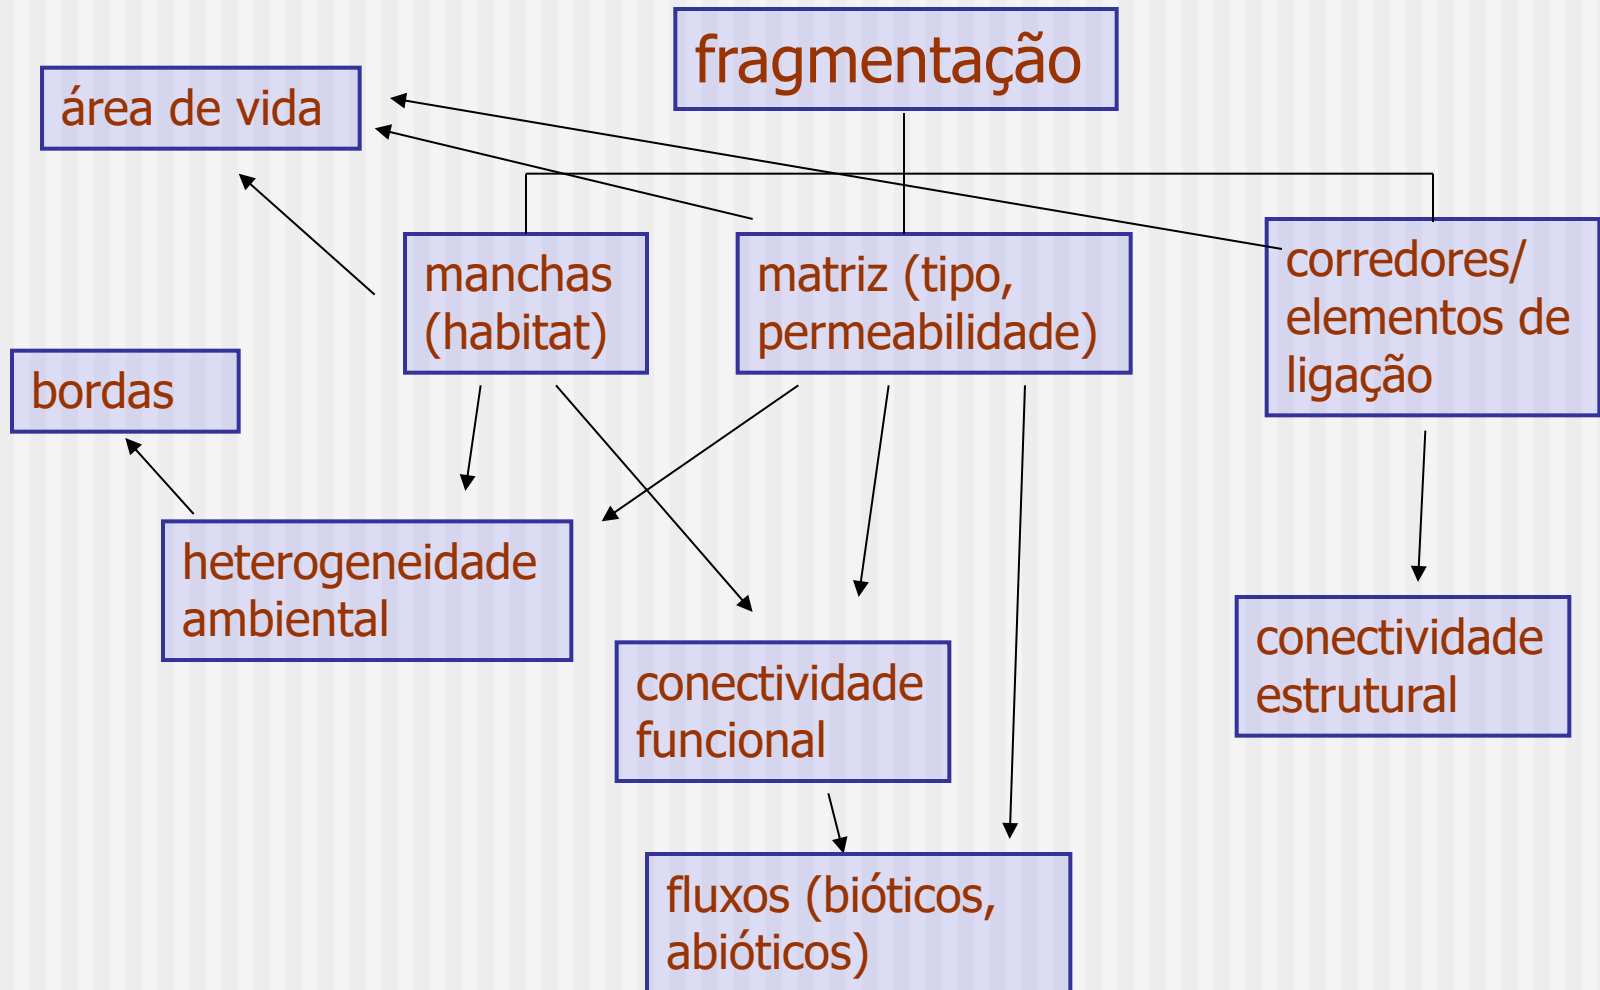 fragmentação
área de vida
manchas
(habitat)
matriz (tipo,
permeabilidade)
corredores/
elementos de
ligação
bordas
heterogeneidade
ambiental
conectividade
funcional
conectividade
estrutural
fluxos (bióticos,
abióticos)